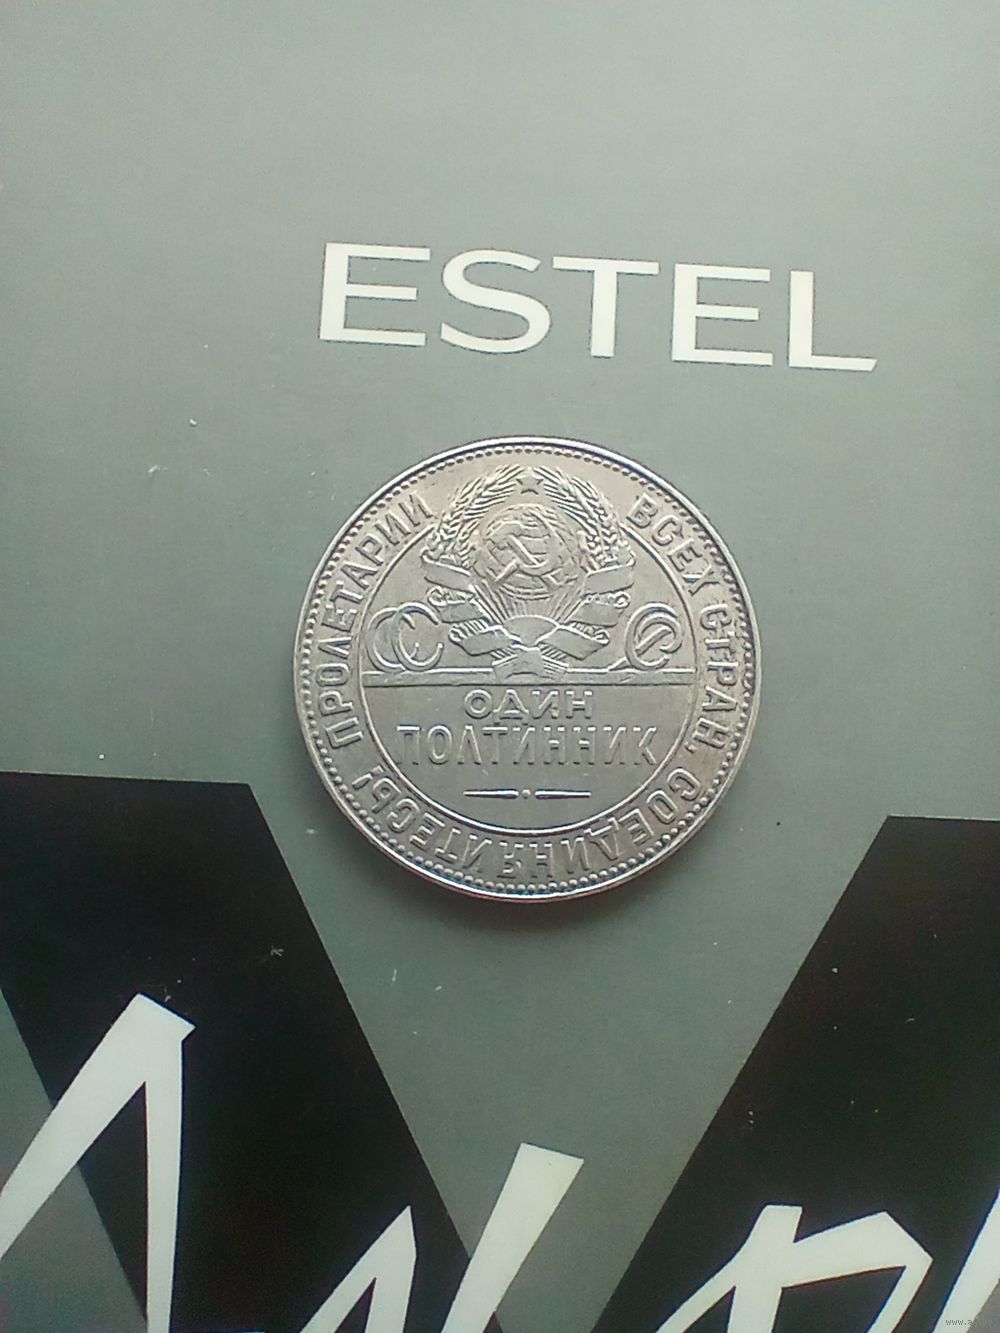 ESTEL
ПРОЛЕТАРИИ ВСЕХ СТРАН, СОЕДИНЯЙТЕСЬ!
СССР
ОДИН
ПОЛТИННИК